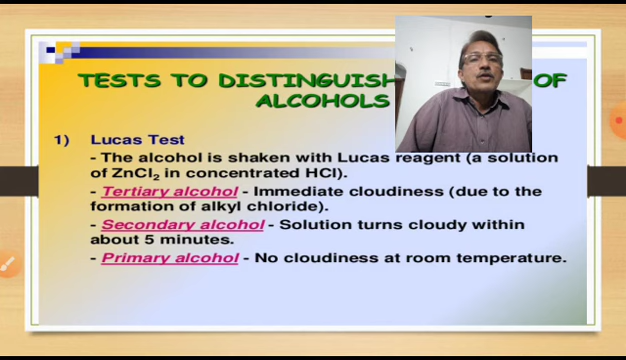 TESTS TO DISTINGUISH OF
ALCOHOLS
1) Lucas Test
- The alcohol is shaken with Lucas reagent (a solution
of ZnCl₂ in concentrated HCl).
- Tertiary alcohol - Immediate cloudiness (due to the
formation of alkyl chloride).
- Secondary alcohol - Solution turns cloudy within
about 5 minutes.
- Primary alcohol - No cloudiness at room temperature.